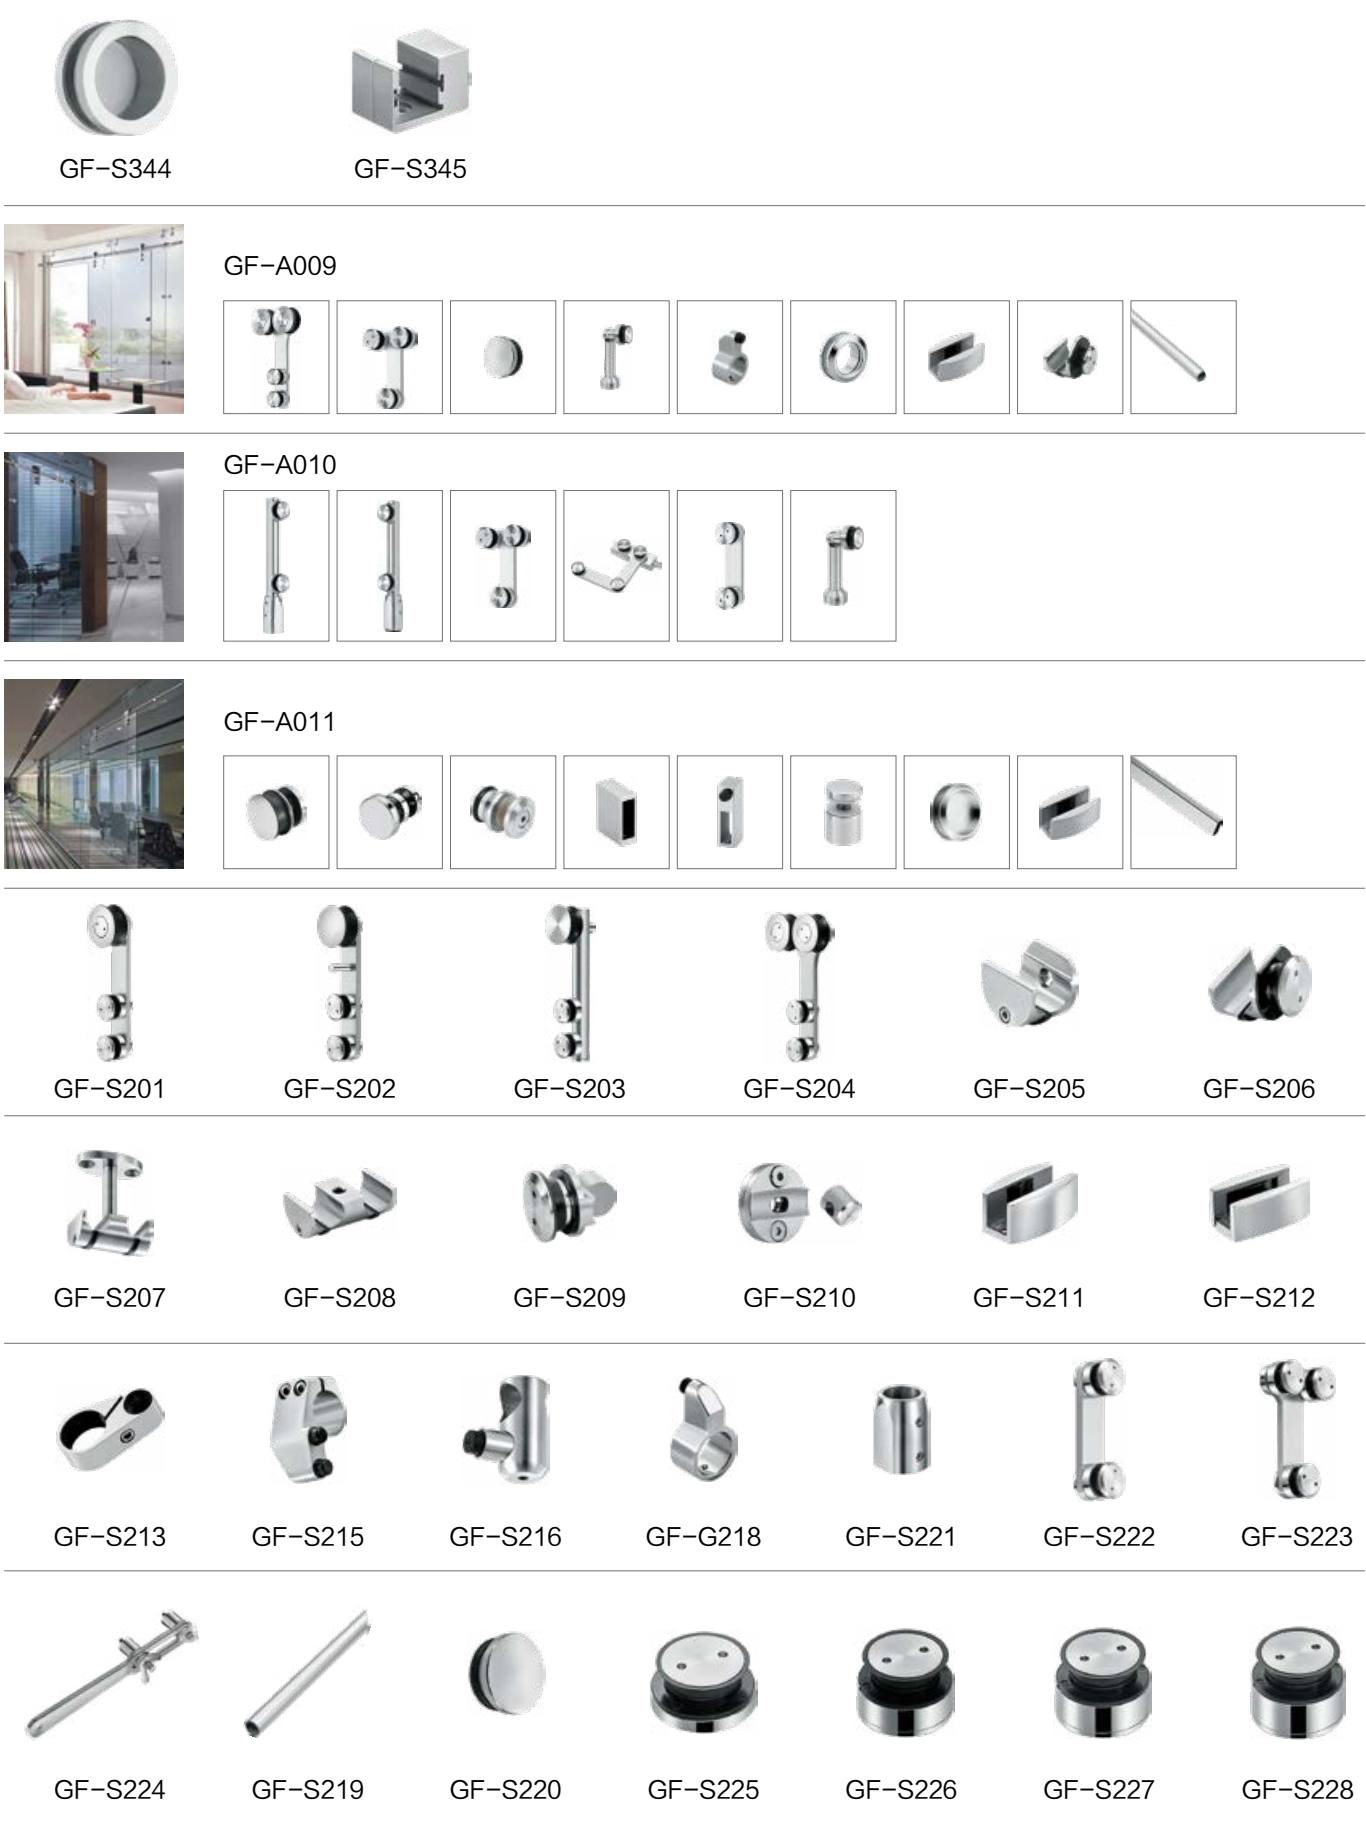 GF-S344 GF-S345
GF-A009
GF-A010
GF-A011
GF-S201 GF-S202 GF-S203 GF-S204 GF-S205 GF-S206
GF-S207 GF-S208 GF-S209 GF-S210 GF-S211 GF-S212
GF-S213 GF-S215 GF-S216 GF-G218 GF-S221 GF-S222 GF-S223
GF-S224 GF-S219 GF-S220 GF-S225 GF-S226 GF-S227 GF-S228